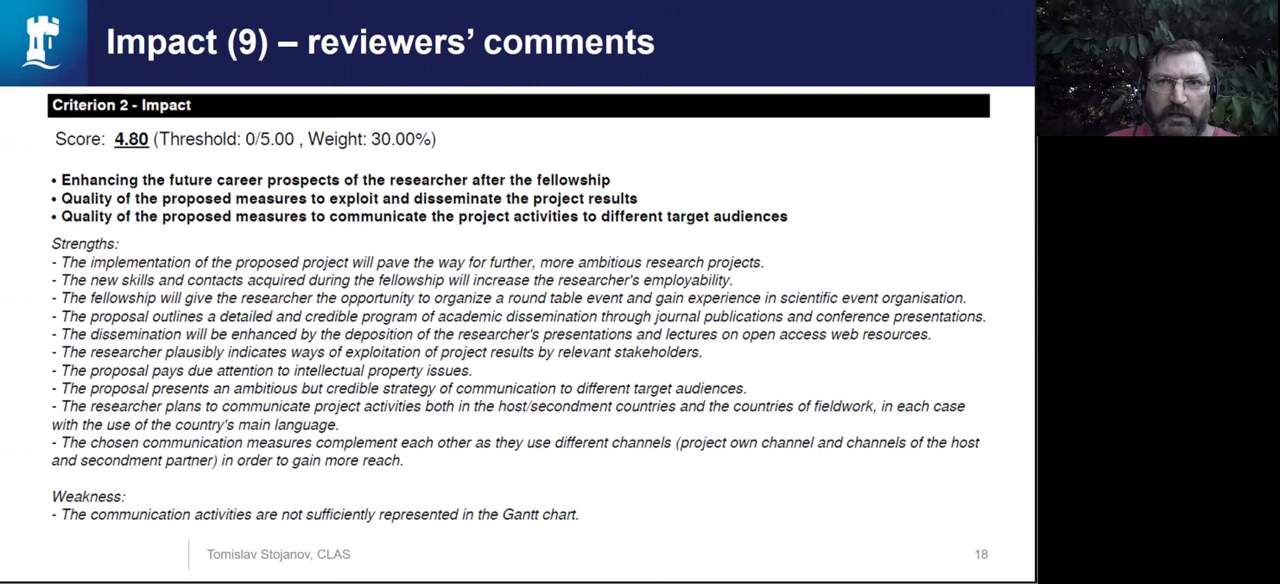 Impact (9) – reviewers’ comments
Criterion 2 - Impact
Score: 4.80 (Threshold: 0/5.00 , Weight: 30.00%)
• Enhancing the future career prospects of the researcher after the fellowship
• Quality of the proposed measures to exploit and disseminate the project results
• Quality of the proposed measures to communicate the project activities to different target audiences
Strengths:
- The implementation of the proposed project will pave the way for further, more ambitious research projects.
- The new skills and contacts acquired during the fellowship will increase the researcher's employability.
- The fellowship will give the researcher the opportunity to organize a round table event and gain experience in scientific event organisation.
- The proposal outlines a detailed and credible program of academic dissemination through journal publications and conference presentations.
- The dissemination will be enhanced by the deposition of the researcher's presentations and lectures on open access web resources.
- The researcher plausibly indicates ways of exploitation of project results by relevant stakeholders.
- The proposal pays due attention to intellectual property issues.
- The proposal presents an ambitious but credible strategy of communication to different target audiences.
- The researcher plans to communicate project activities both in the host/secondment countries and the countries of fieldwork, in each case
with the use of the country's main language.
- The chosen communication measures complement each other as they use different channels (project own channel and channels of the host
and secondment partner) in order to gain more reach.
Weakness:
- The communication activities are not sufficiently represented in the Gantt chart.
Tomislav Stojanov, CLAS
18